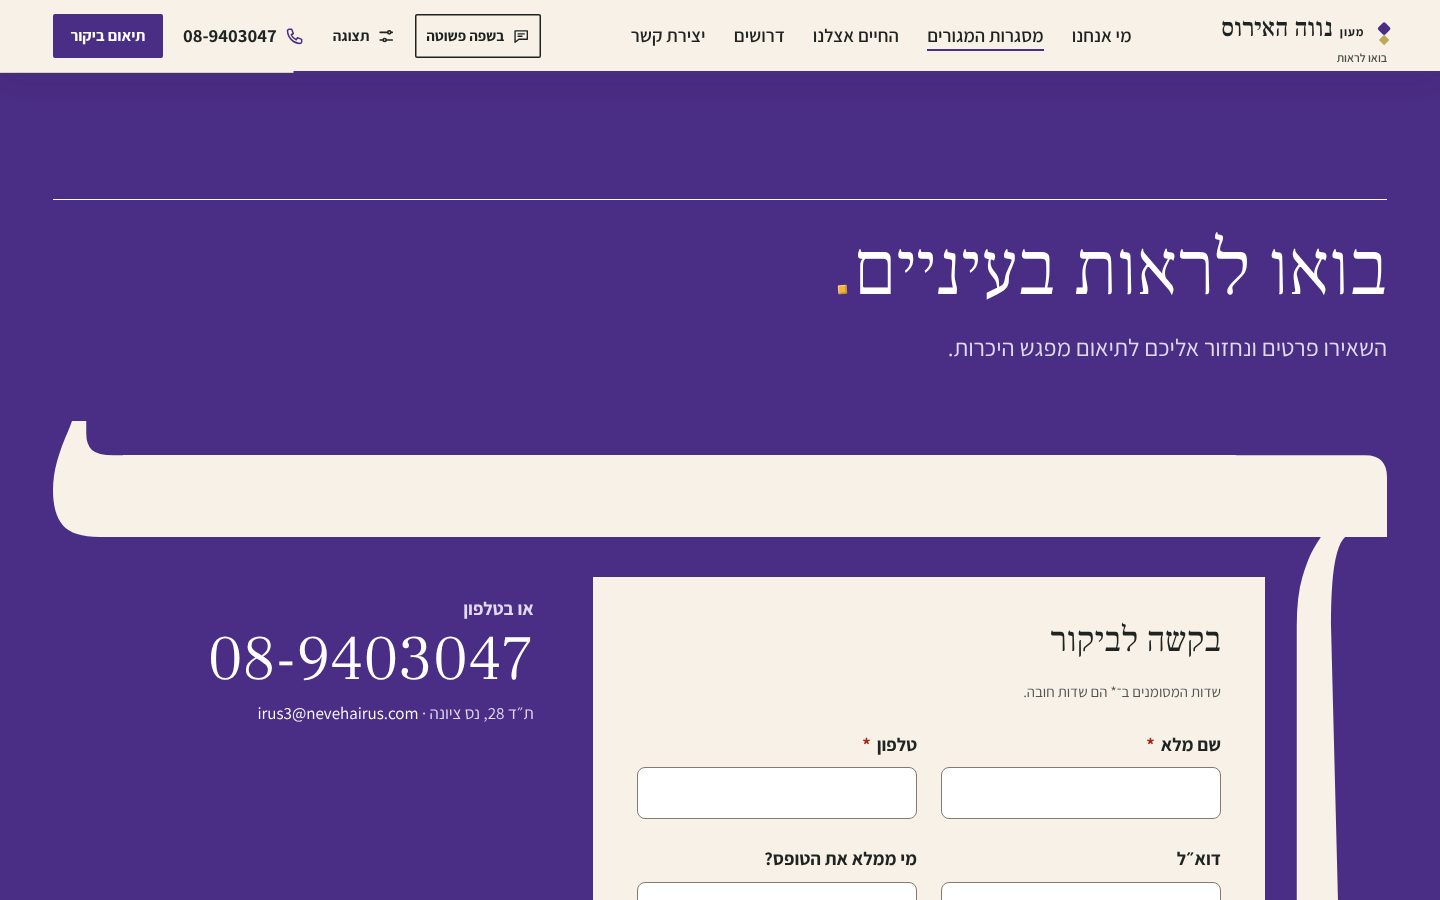 מעון נווה האירוס
בואו לראות
מי אנחנו
מסגרות המגורים
החיים אצלנו
דרושים
יצירת קשר
בשפה פשוטה
תצוגה
08-9403047
תיאום ביקור
בואו לראות בעיניים.
השאירו פרטים ונחזור אליכם לתיאום מפגש היכרות.
בקשה לביקור
שדות המסומנים ב־* הם שדות חובה.
שם מלא *
טלפון *
דוא״ל
מי ממלא את הטופס?
או בטלפון
08-9403047
ת״ד 28, נס ציונה · irus3@nevehairus.com